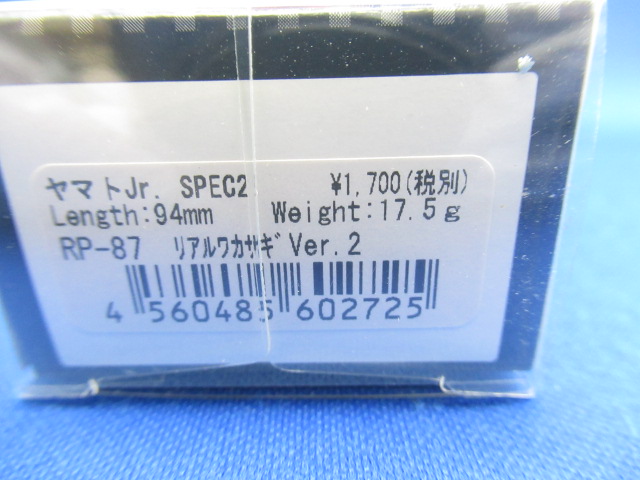 ヤマトJr. SPEC2 ¥1,700(税別)
Length:94mm Weight:17.5g
RP-87 ﾘｱﾙﾜｶｻｷﾞ Ver.2
4 560485 602725